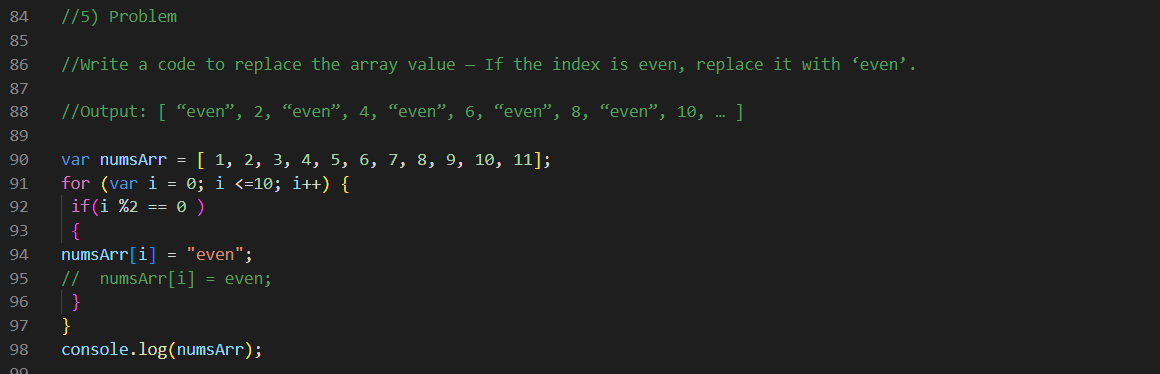 84 //5) Problem
85
86 //Write a code to replace the array value – If the index is even, replace it with ‘even’.
87
88 //Output: [ “even”, 2, “even”, 4, “even”, 6, “even”, 8, “even”, 10, … ]
89
90 var numsArr = [ 1, 2, 3, 4, 5, 6, 7, 8, 9, 10, 11];
91 for (var i = 0; i <=10; i++) {
92 if(i %2 == 0 )
93 {
94 numsArr[i] = "even";
95 //  numsArr[i] = even;
96 }
97 }
98 console.log(numsArr);
99